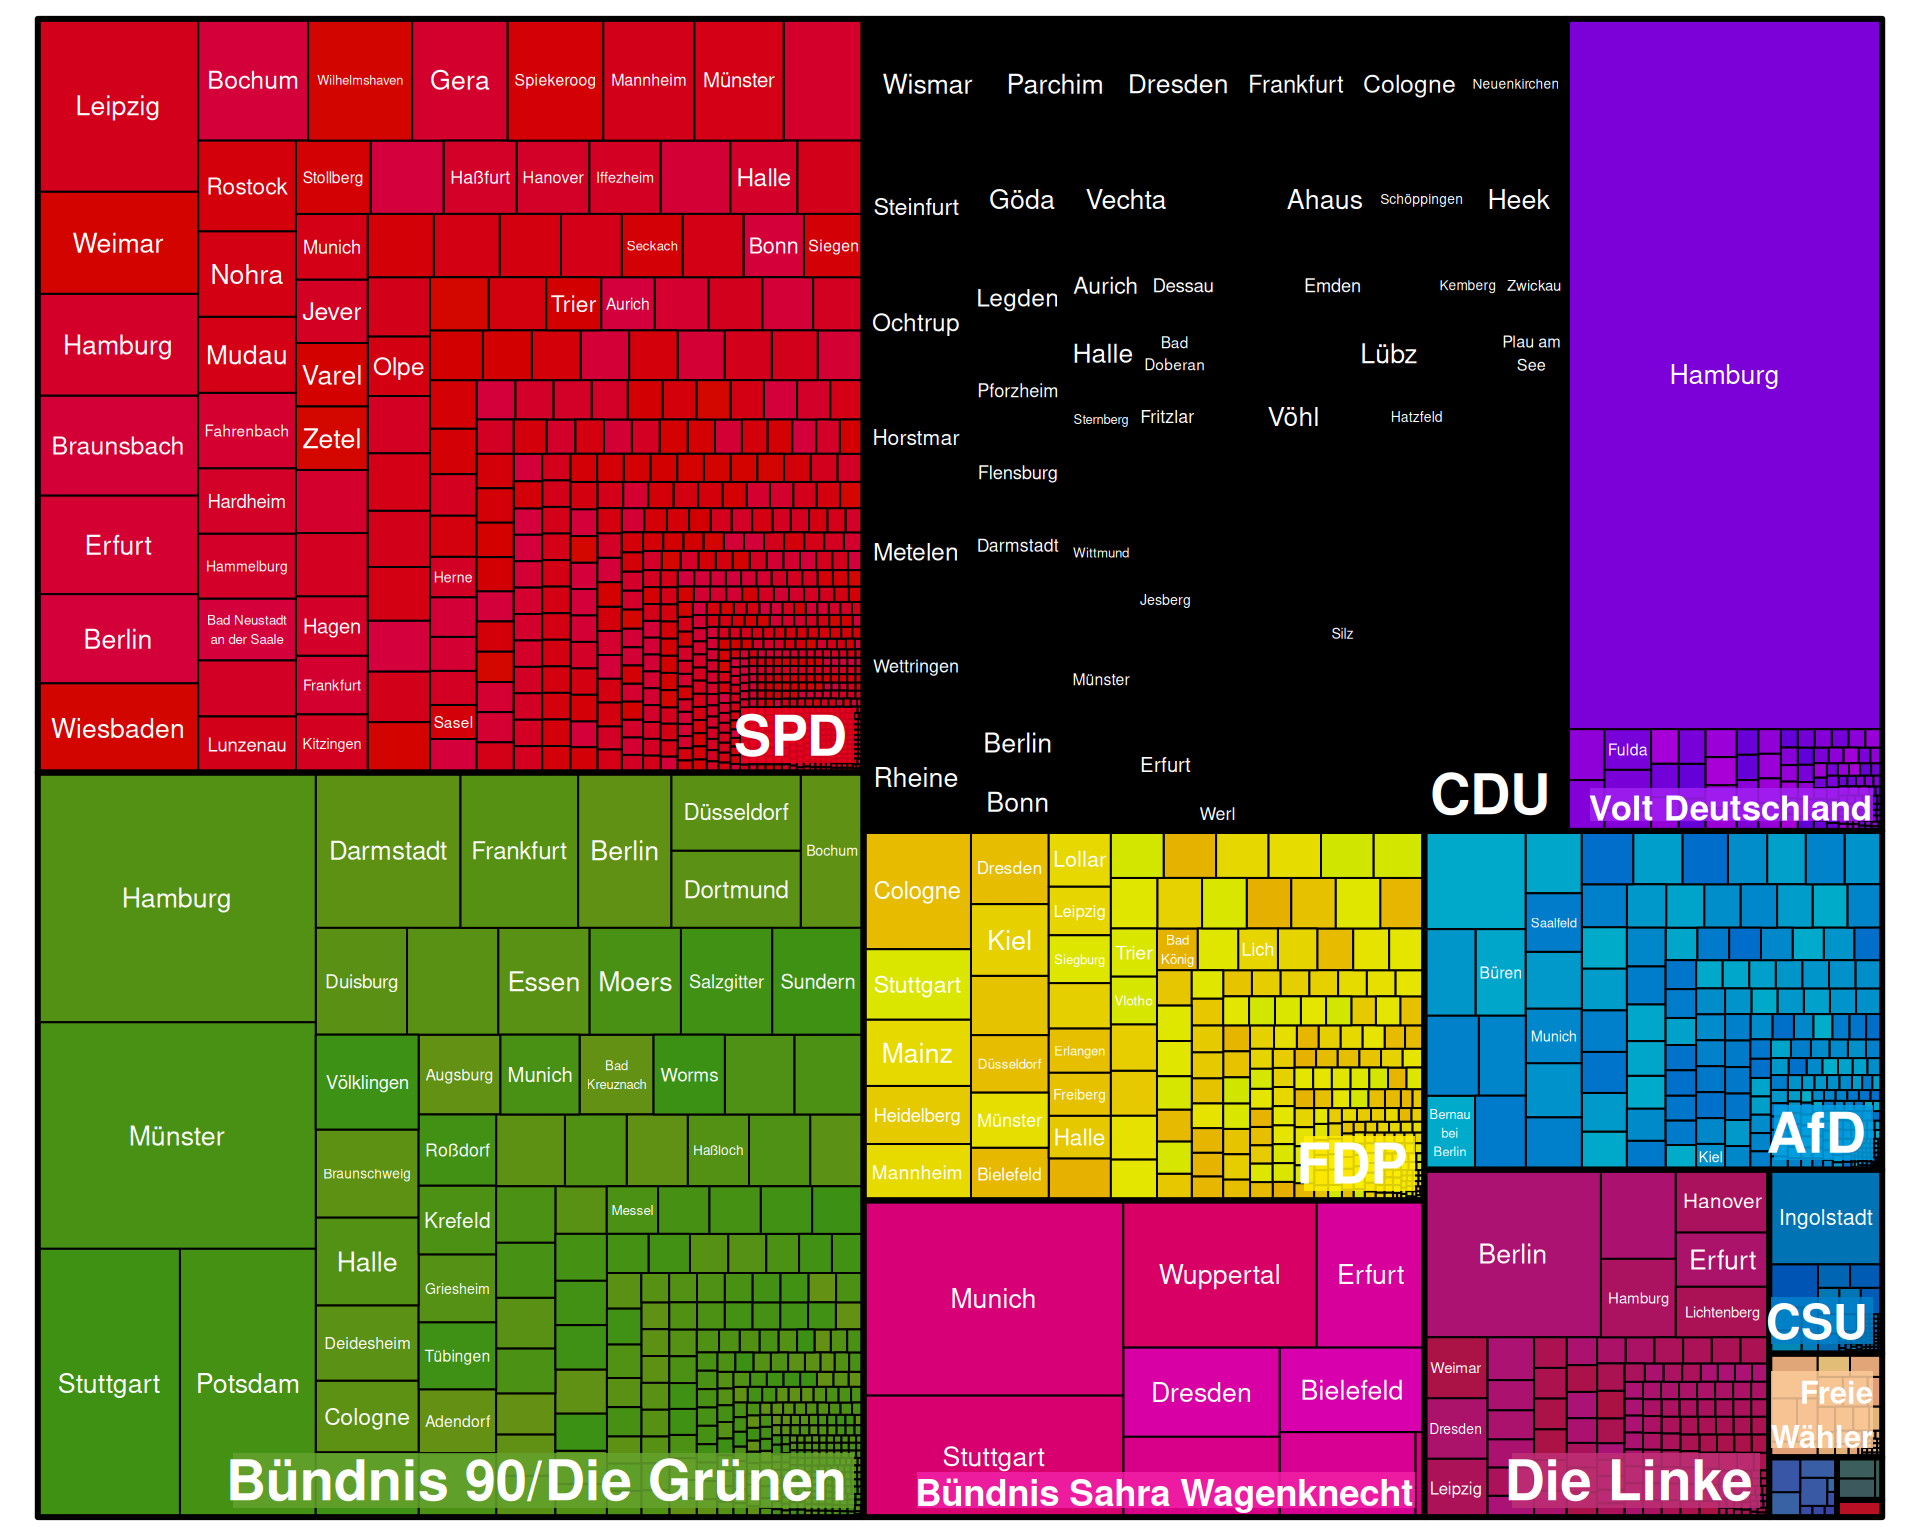 Leipzig
Weimar
Hamburg
Braunsbach
Erfurt
Berlin
Wiesbaden
Bochum
Wilhelmshaven
Gera
Spiekeroog
Mannheim
Münster
Rostock
Nohra
Mudau
Fahrenbach
Hardheim
Hammelburg
Bad Neustadt
an der Saale
Lunzenau
Stollberg
Haßfurt
Hanover
Iffezheim
Halle
Munich
Jever
Varel
Zetel
Hagen
Frankfurt
Kitzingen
Seckach
Bonn
Siegen
Trier
Aurich
Olpe
Herne
Sasel
SPD
Wismar
Parchim
Dresden
Frankfurt
Cologne
Neuenkirchen
Steinfurt
Göda
Vechta
Ahaus
Schöppingen
Heek
Ochtrup
Legden
Aurich
Dessau
Emden
Kemberg
Zwickau
Halle
Bad
Doberan
Lübz
Plau am
See
Pforzheim
Sternberg
Fritzlar
Vöhl
Hatzfeld
Horstmar
Flensburg
Metelen
Darmstadt
Wittmund
Jesberg
Silz
Wettringen
Münster
Berlin
Erfurt
Rheine
Bonn
Werl
CDU
Hamburg
Fulda
Volt Deutschland
Hamburg
Münster
Stuttgart
Potsdam
Darmstadt
Frankfurt
Berlin
Düsseldorf
Dortmund
Bochum
Duisburg
Essen
Moers
Salzgitter
Sundern
Völklingen
Braunschweig
Halle
Deidesheim
Cologne
Augsburg
Munich
Bad
Kreuznach
Worms
Roßdorf
Krefeld
Griesheim
Tübingen
Adendorf
Haßloch
Messel
Bündnis 90/Die Grünen
Cologne
Stuttgart
Mainz
Heidelberg
Mannheim
Dresden
Kiel
Düsseldorf
Münster
Bielefeld
Lollar
Leipzig
Siegburg
Erlangen
Freiberg
Halle
Trier
Vlotho
Bad
König
Lich
FDP
Büren
Bernau
bei
Berlin
Saalfeld
Munich
Kiel
AfD
Munich
Stuttgart
Wuppertal
Erfurt
Dresden
Bielefeld
Bündnis Sahra Wagenknecht
Berlin
Hamburg
Hanover
Erfurt
Lichtenberg
Weimar
Dresden
Leipzig
Die Linke
Ingolstadt
CSU
Freie
Wähler